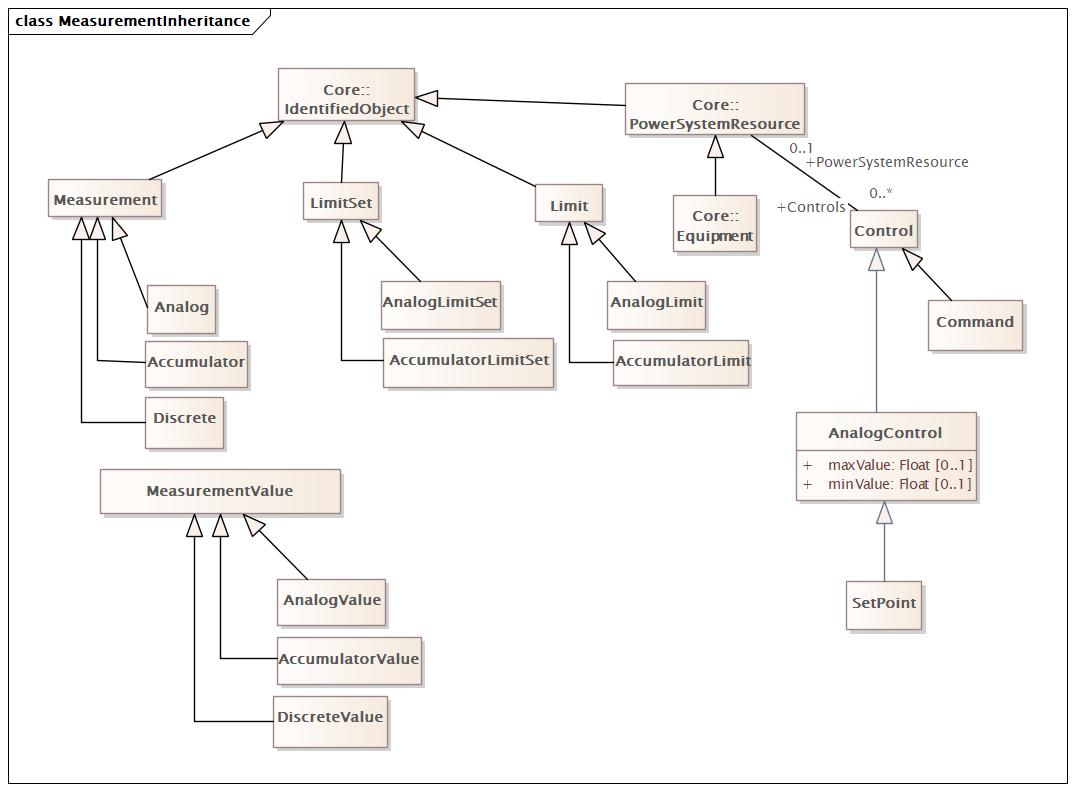 class MeasurementInheritance
Core::
IdentifiedObject
Core::
PowerSystemResource
0..1
+PowerSystemResource
0..*
+Controls
Measurement
LimitSet
Limit
Core::
Equipment
Control
Analog
AnalogLimitSet
AnalogLimit
Command
Accumulator
AccumulatorLimitSet
AccumulatorLimit
Discrete
AnalogControl
+ maxValue: Float [0..1]
+ minValue: Float [0..1]
MeasurementValue
AnalogValue
SetPoint
AccumulatorValue
DiscreteValue